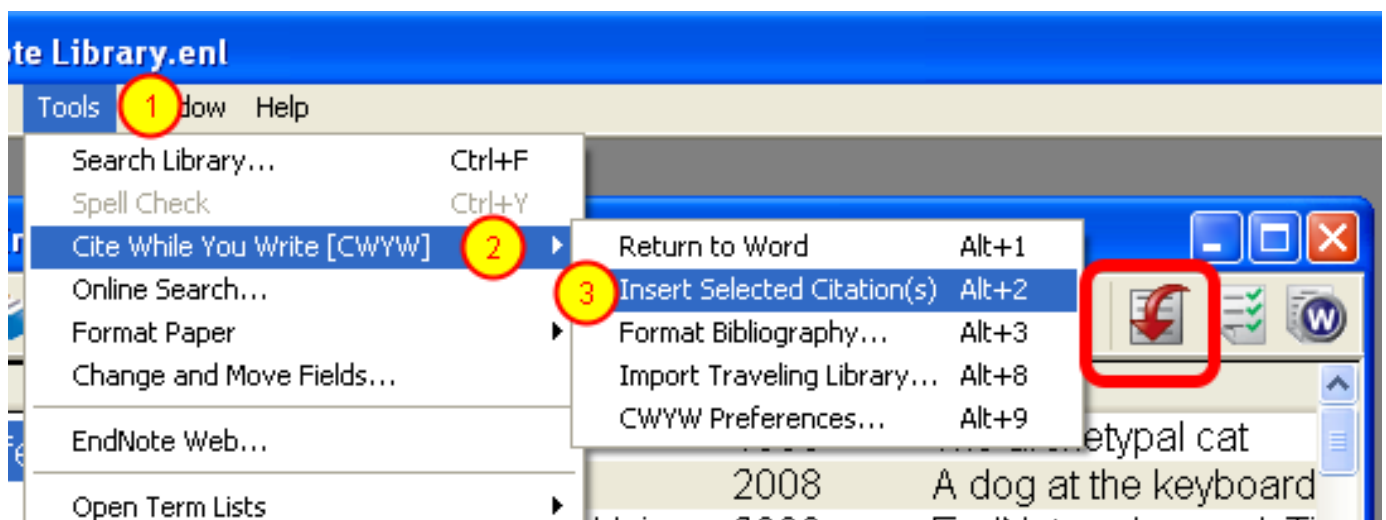 te Library.enl
Tools 1 dow Help
Search Library... Ctrl+F
Spell Check Ctrl+Y
Cite While You Write [CWYW] 2
Return to Word Alt+1
3 Insert Selected Citation(s) Alt+2
Online Search...
Format Paper
Format Bibliography... Alt+3
Change and Move Fields...
Import Traveling Library... Alt+8
CWYW Preferences... Alt+9
EndNote Web...
etypal cat
2008 A dog at the keyboard
Open Term Lists
W